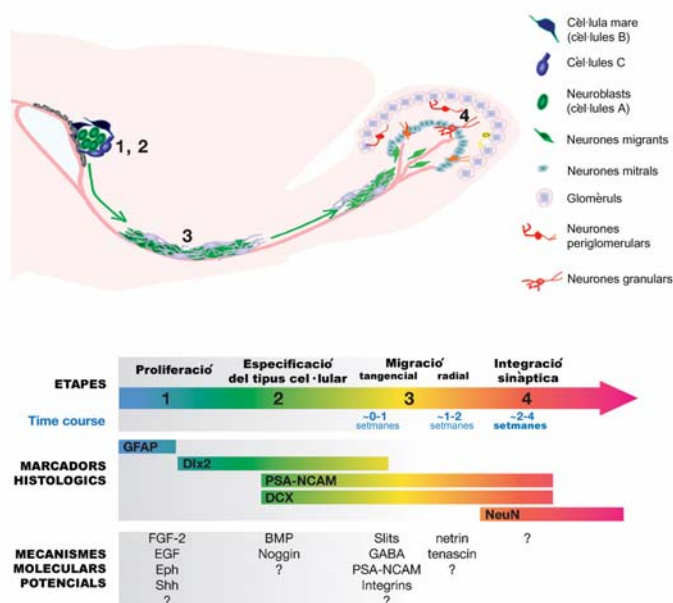 Cèl·lula mare
(cèl·lules B)
Cèl·lules C
Neuroblasts
(cèl·lules A)
Neurones migrants
Neurones mitrals
Glomèruls
Neurones
periglomerulars
Neurones granulars
1, 2
3
4
Proliferació
Especificació
del tipus cel·lular
Migració
tangencial radial
Integració
sinàptica
ETAPES
1 2 3 4
Time course
~0-1
setmanes
~1-2
setmanes
~2-4
setmanes
GFAP
Dlx2
MARCADORS
HISTOLOGICS
PSA-NCAM
DCX
NeuN
MECANISMES
MOLECULARS
POTENCIALS
FGF-2
EGF
Eph
Shh
?
BMP
Noggin
?
Slits
GABA
PSA-NCAM
Integrins
?
netrin
tenascin
?
?